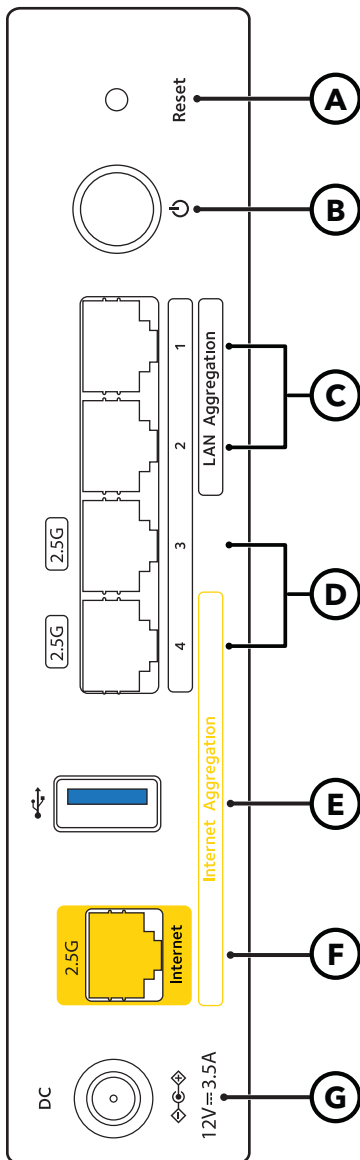 Reset
A
B
1
LAN Aggregation
C
2
2.5G
3
D
2.5G
4
Internet Aggregation
E
2.5G
Internet
F
DC
12V⎓3.5A
G